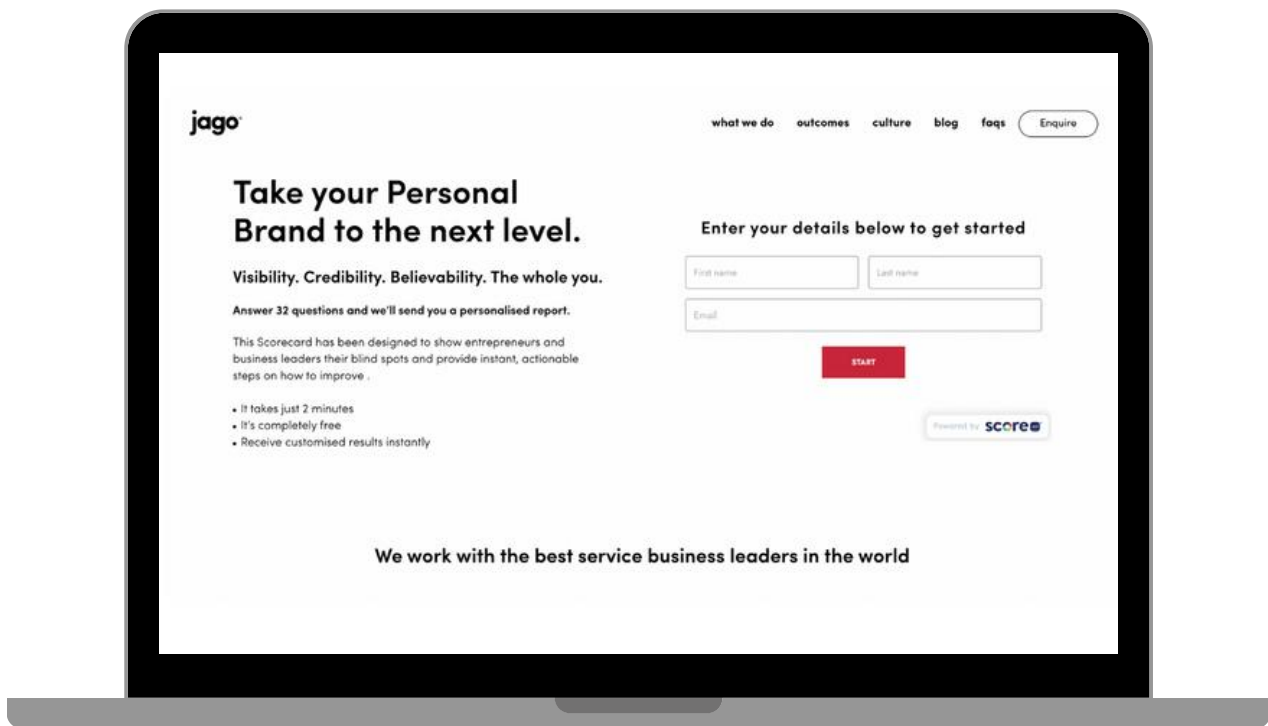 jago
what we do outcomes culture blog faqs Enquire
Take your Personal
Brand to the next level.
Visibility. Credibility. Believability. The whole you.
Answer 32 questions and we'll send you a personalised report.
This Scorecard has been designed to show entrepreneurs and
business leaders their blind spots and provide instant, actionable
steps on how to improve .
• It takes just 2 minutes
• It's completely free
• Receive customised results instantly
Enter your details below to get started
First name Last name
Email
START
Powered by score
We work with the best service business leaders in the world